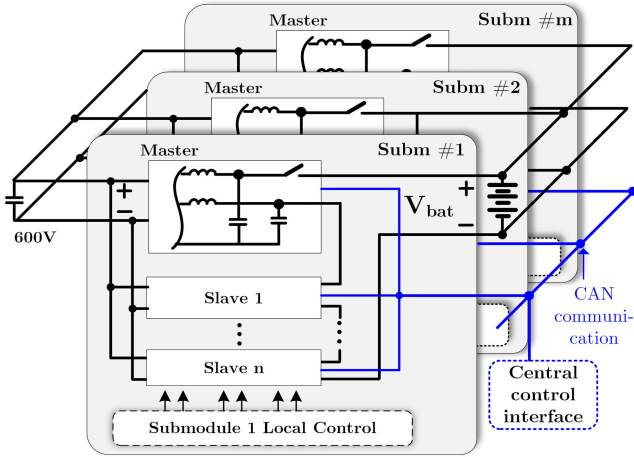 Subm #m
Master
Subm #2
Master
Subm #1
Master
+
−
+
V_bat
−
600V
Slave 1
Slave n
CAN
communi-
cation
Central
control
interface
Submodule 1 Local Control